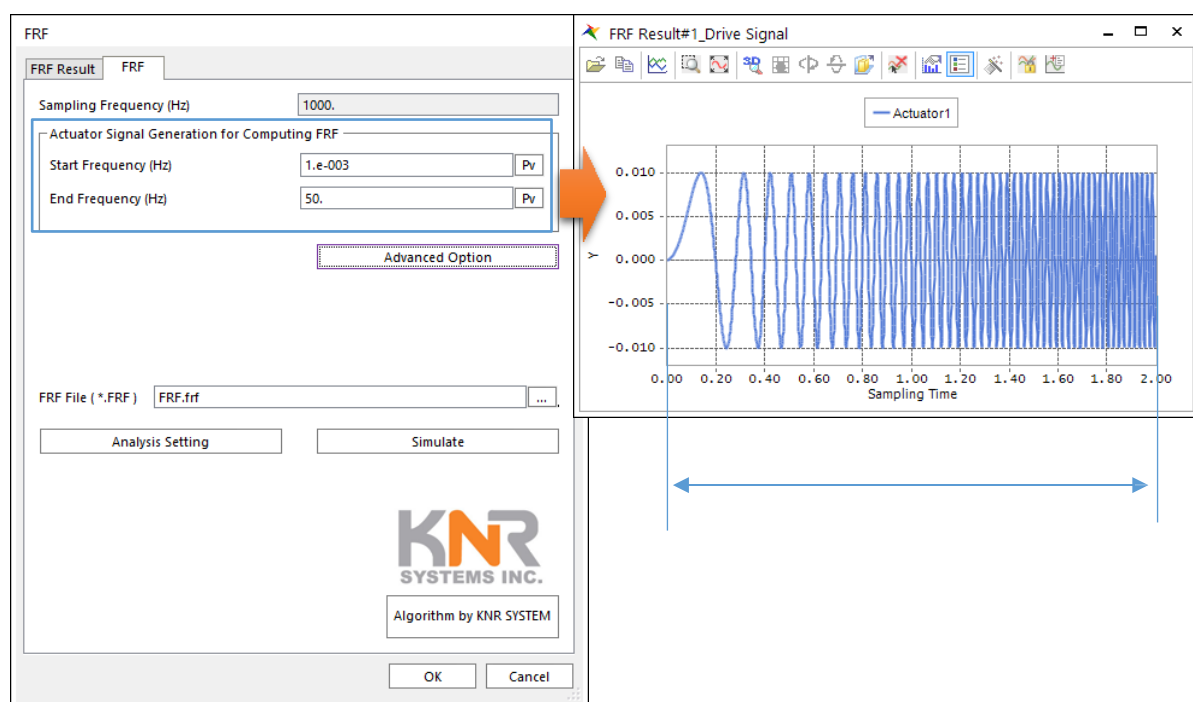 FRF
FRF Result FRF
Sampling Frequency (Hz) 1000.
Actuator Signal Generation for Computing FRF
Start Frequency (Hz) 1.e-003 Pv
End Frequency (Hz) 50. Pv
Advanced Option
FRF File ( *.FRF ) FRF.frf ...
Analysis Setting Simulate
KNR
SYSTEMS INC.
Algorithm by KNR SYSTEM
OK Cancel
FRF Result#1_Drive Signal
3D
Actuator1
Y
0.010
0.005
0.000
-0.005
-0.010
0.00 0.20 0.40 0.60 0.80 1.00 1.20 1.40 1.60 1.80 2.00
Sampling Time